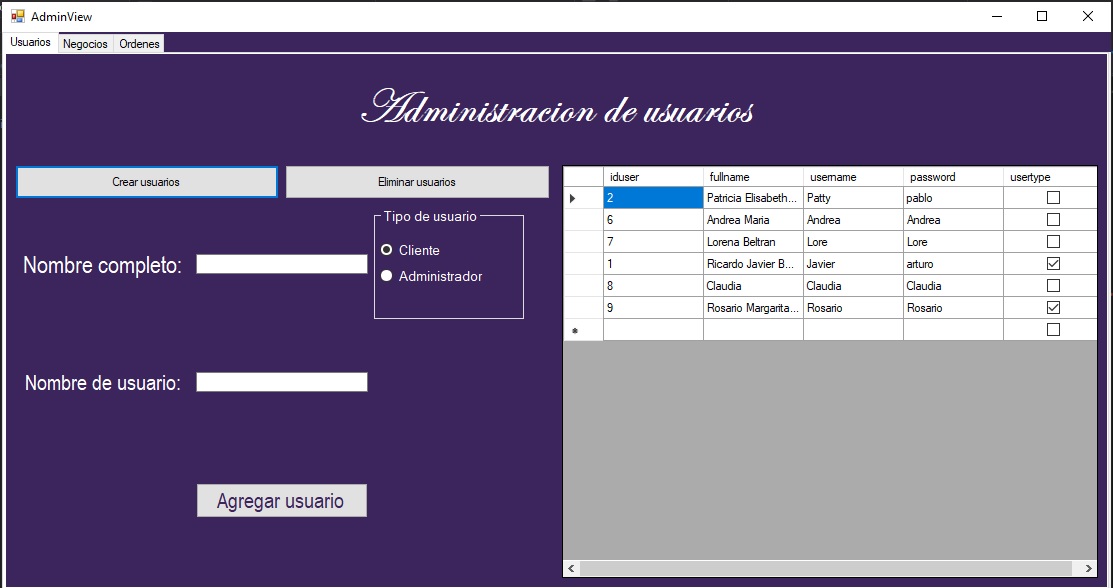 AdminView
Usuarios Negocios Ordenes
Administracion de usuarios
Crear usuarios Eliminar usuarios
Tipo de usuario
Cliente
Administrador
Nombre completo:
Nombre de usuario:
Agregar usuario
iduser fullname username password usertype
2 Patricia Elisabeth... Patty pablo
6 Andrea Maria Andrea Andrea
7 Lorena Beltran Lore Lore
1 Ricardo Javier B... Javier arturo
8 Claudia Claudia Claudia
9 Rosario Margarita... Rosario Rosario